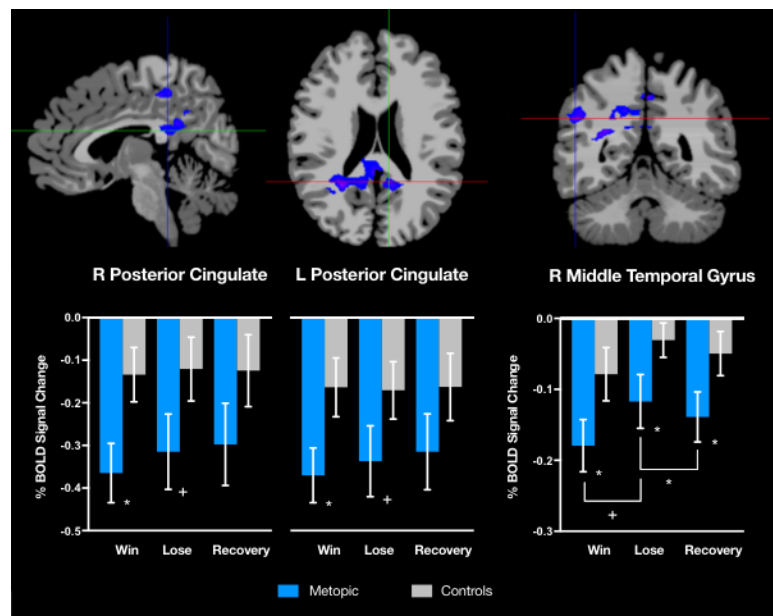 R Posterior Cingulate
L Posterior Cingulate
R Middle Temporal Gyrus
% BOLD Signal Change
0.0
-0.1
-0.2
-0.3
-0.4
-0.5
*
+
Win
Lose
Recovery
*
+
Win
Lose
Recovery
% BOLD Signal Change
0.0
-0.1
-0.2
-0.3
*
*
*
+
*
Win
Lose
Recovery
Metopic
Controls